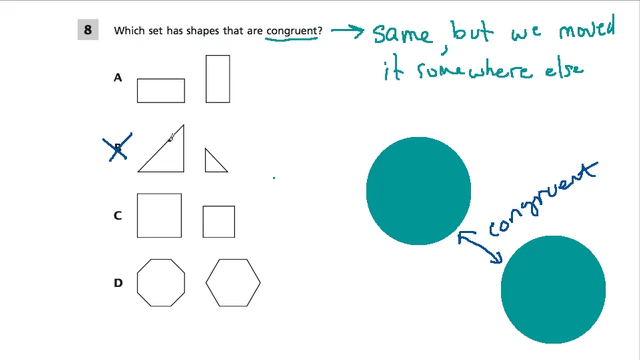 8 Which set has shapes that are congruent? → same, but we moved
it somewhere else
A
B
C
D
congruent